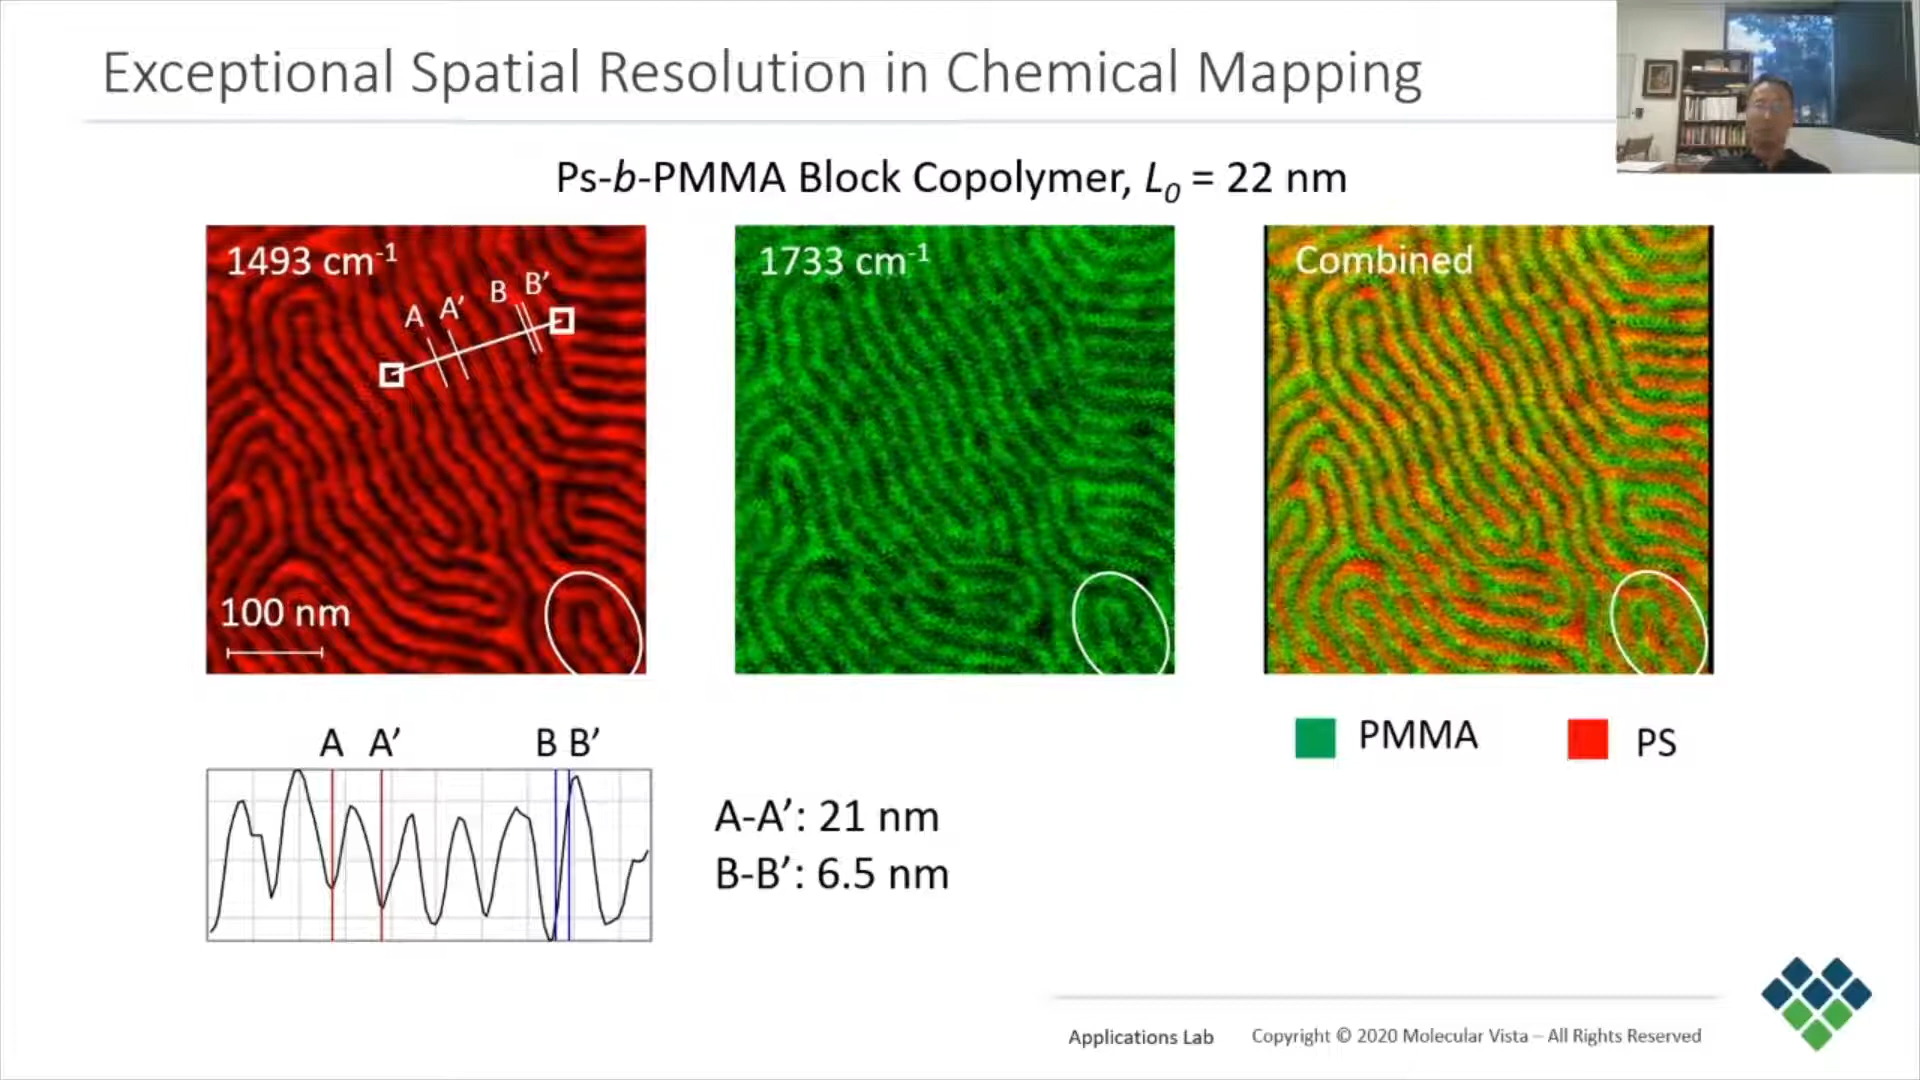 Exceptional Spatial Resolution in Chemical Mapping
Ps-b-PMMA Block Copolymer, L₀ = 22 nm
1493 cm⁻¹
A A’ B B’
100 nm
1733 cm⁻¹
Combined
PMMA PS
A A’ B B’
A-A’: 21 nm
B-B’: 6.5 nm
Applications Lab Copyright © 2020 Molecular Vista – All Rights Reserved